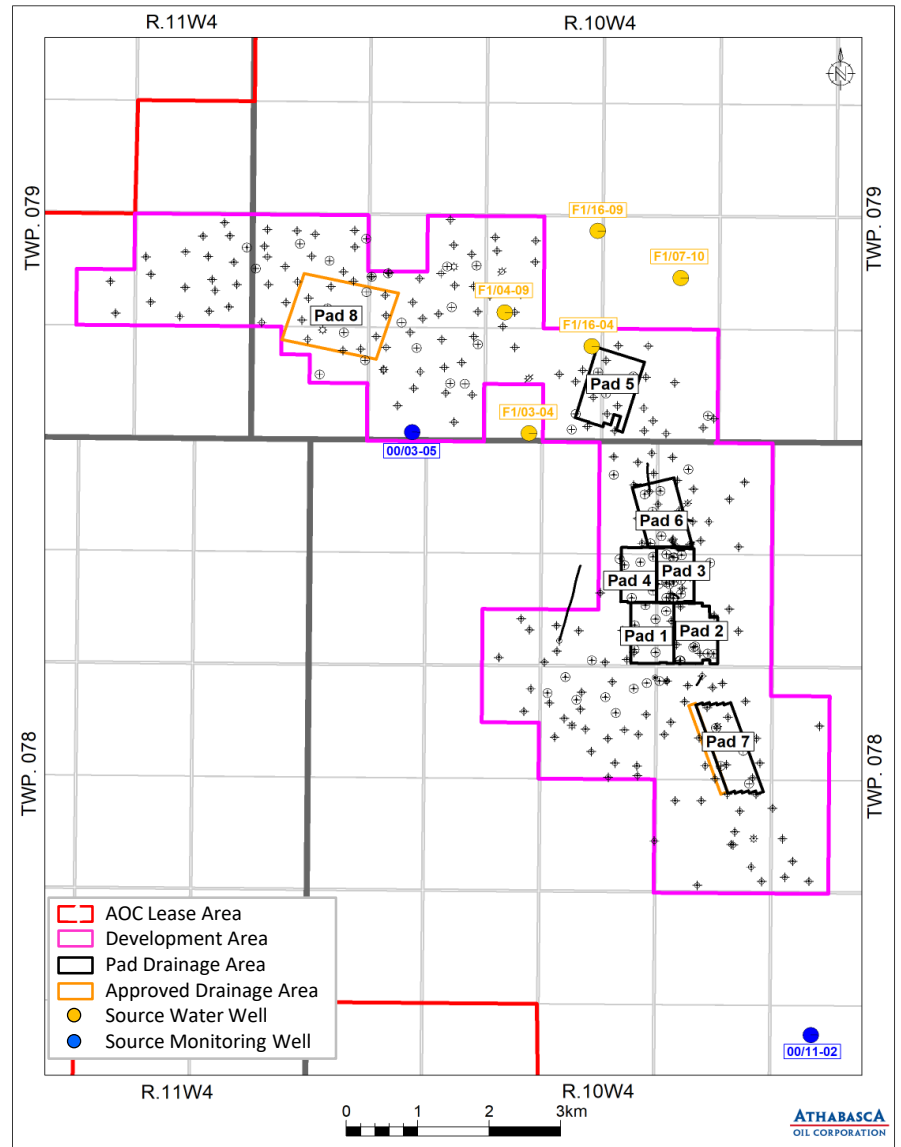 R.11W4
R.10W4
N
TWP. 079
TWP. 079
F1/16-09
F1/07-10
F1/04-09
Pad 8
F1/16-04
Pad 5
F1/03-04
00/03-05
Pad 6
Pad 3
Pad 4
Pad 1
Pad 2
Pad 7
TWP. 078
TWP. 078
AOC Lease Area
Development Area
Pad Drainage Area
Approved Drainage Area
Source Water Well
Source Monitoring Well
00/11-02
R.11W4
R.10W4
0 1 2 3km
ATHABASCA
OIL CORPORATION